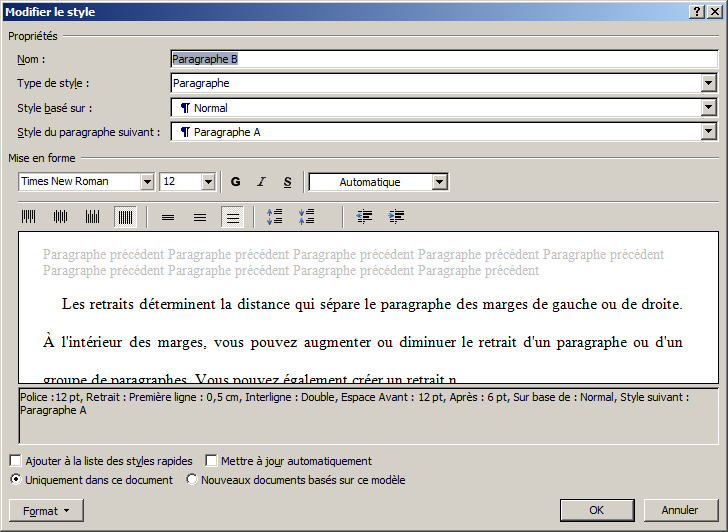 Modifier le style
Propriétés
Nom : Paragraphe B
Type de style : Paragraphe
Style basé sur : ¶ Normal
Style du paragraphe suivant : ¶ Paragraphe A
Mise en forme
Times New Roman 12 G I S Automatique
Paragraphe précédent Paragraphe précédent Paragraphe précédent Paragraphe précédent Paragraphe précédent
Paragraphe précédent Paragraphe précédent Paragraphe précédent Paragraphe précédent
Les retraits déterminent la distance qui sépare le paragraphe des marges de gauche ou de droite.
À l'intérieur des marges, vous pouvez augmenter ou diminuer le retrait d'un paragraphe ou d'un
groupe de paragraphes. Vous pouvez également créer un retrait n
Police :12 pt, Retrait : Première ligne : 0,5 cm, Interligne : Double, Espace Avant : 12 pt, Après : 6 pt, Sur base de : Normal, Style suivant :
Paragraphe A
Ajouter à la liste des styles rapides Mettre à jour automatiquement
Uniquement dans ce document Nouveaux documents basés sur ce modèle
Format OK Annuler